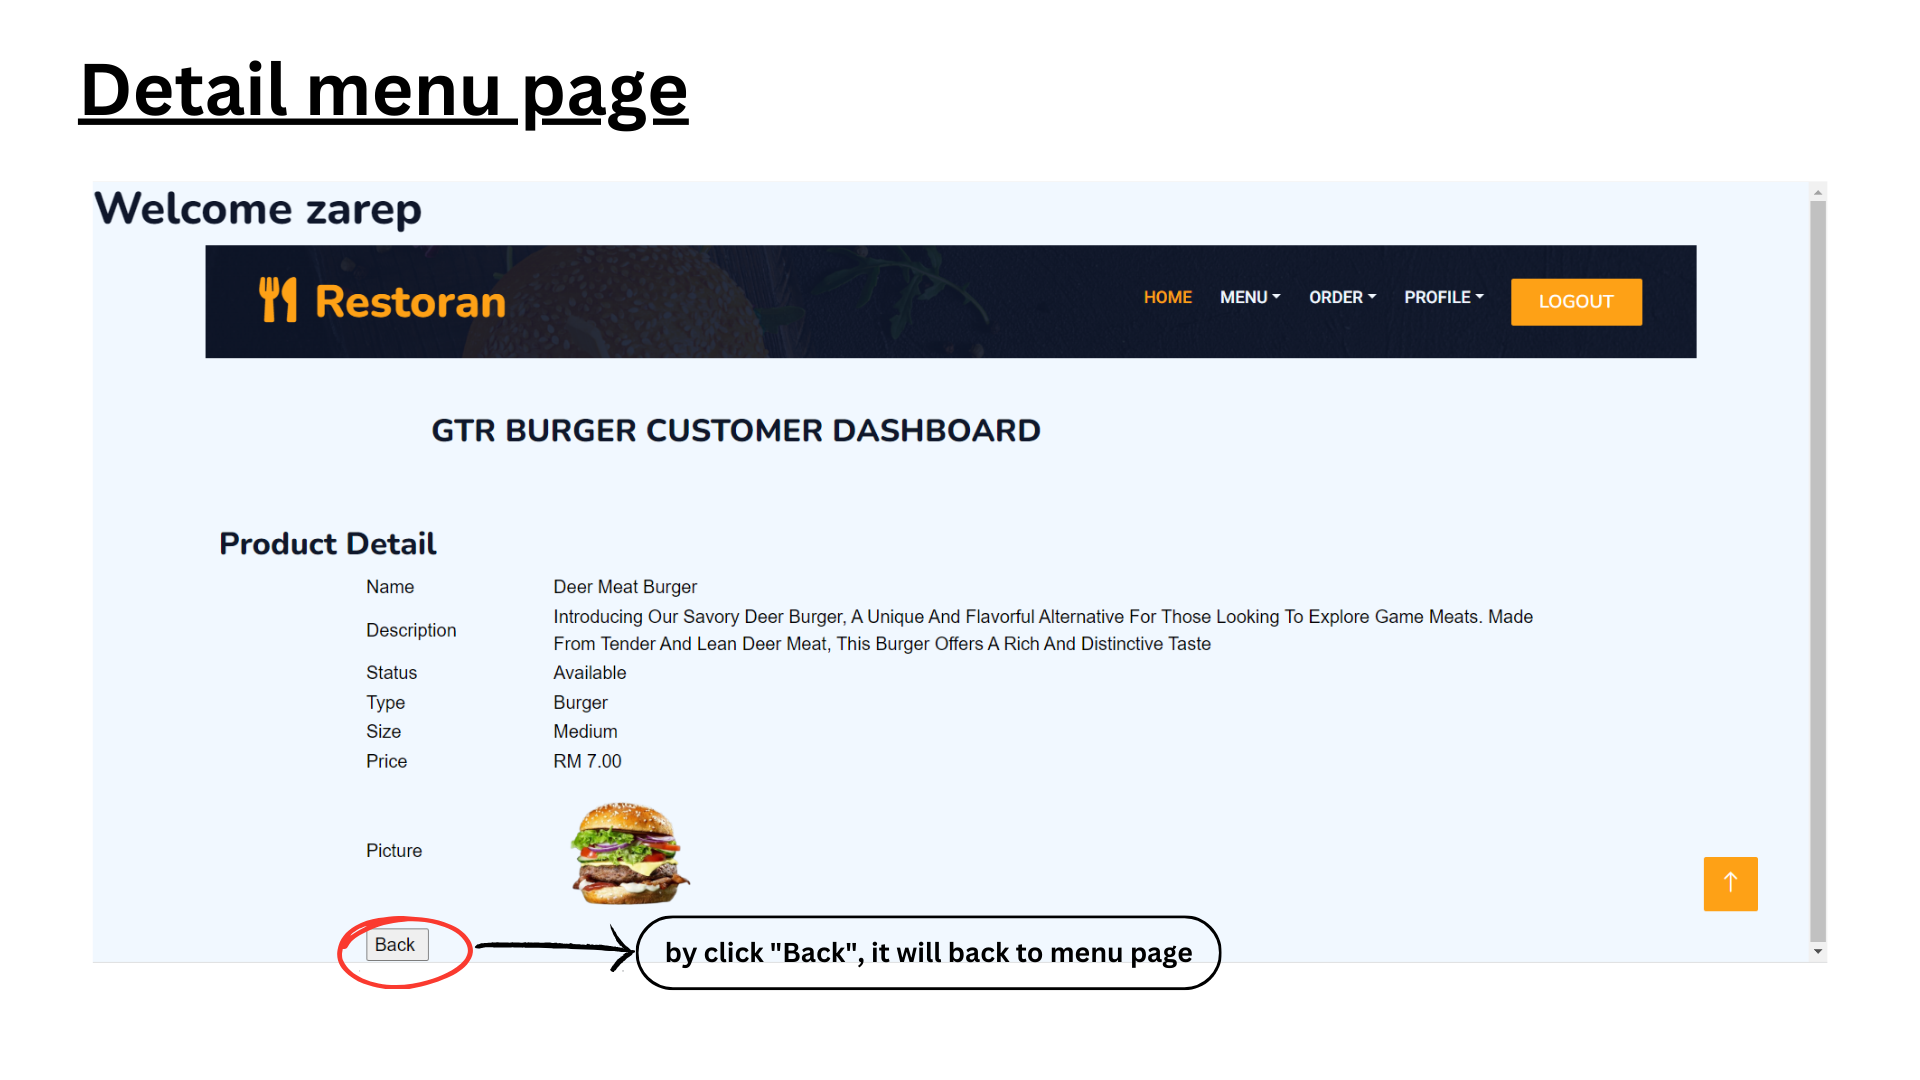 Detail menu page
Welcome zarep
Restoran
HOME MENU ORDER PROFILE LOGOUT
GTR BURGER CUSTOMER DASHBOARD
Product Detail
Name Deer Meat Burger
Description Introducing Our Savory Deer Burger, A Unique And Flavorful Alternative For Those Looking To Explore Game Meats. Made
From Tender And Lean Deer Meat, This Burger Offers A Rich And Distinctive Taste
Status Available
Type Burger
Size Medium
Price RM 7.00
Picture
Back
by click "Back", it will back to menu page